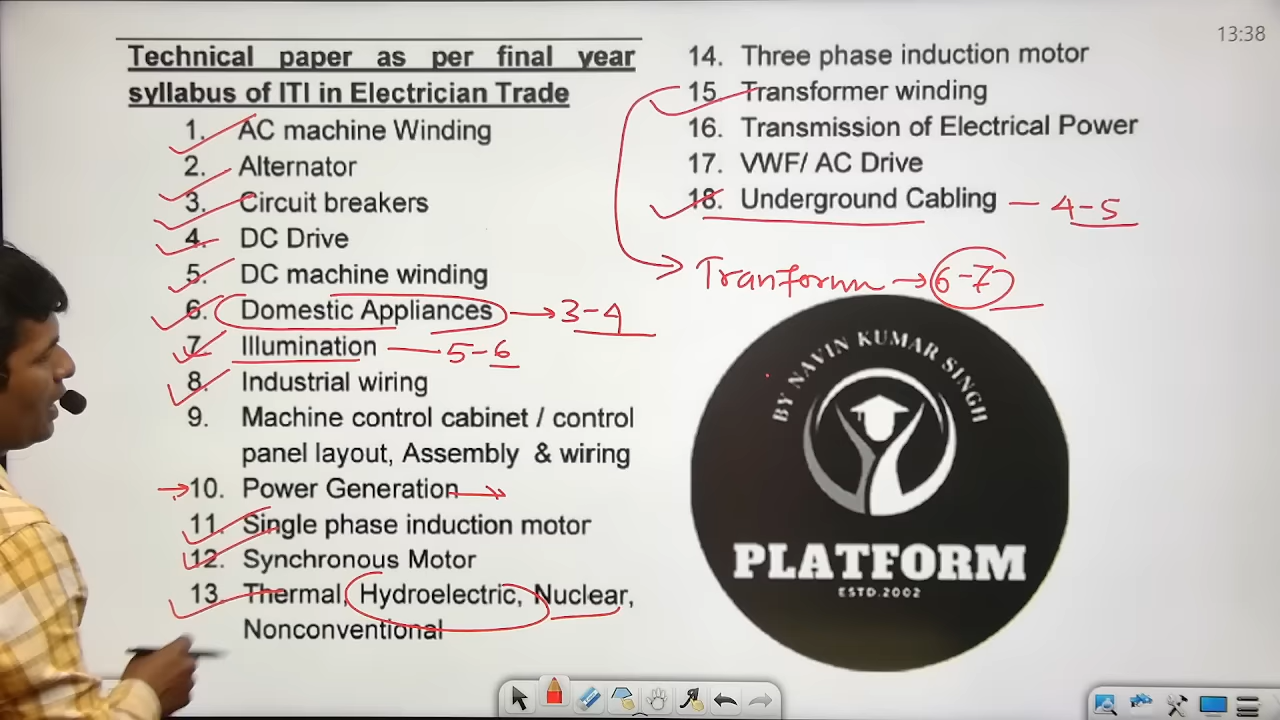 13:38
Technical paper as per final year
syllabus of ITI in Electrician Trade
1. AC machine Winding
2. Alternator
3. Circuit breakers
4. DC Drive
5. DC machine winding
6. Domestic Appliances → 3-4
7. Illumination — 5-6
8. Industrial wiring
9. Machine control cabinet / control
panel layout, Assembly & wiring
→ 10. Power Generation →
11. Single phase induction motor
12. Synchronous Motor
13. Thermal, Hydroelectric, Nuclear,
Nonconventional
14. Three phase induction motor
15 Transformer winding
16. Transmission of Electrical Power
17. VWF/ AC Drive
18. Underground Cabling — 4-5
→ Tranform → 6-7
BY NAVIN KUMAR SINGH
PLATFORM
ESTD.2002